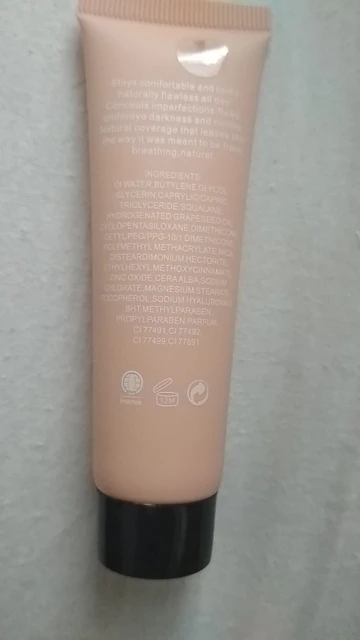 Stays comfortable and looks
naturally flawless all day.
Conceals imperfections
undereye darkness and
Natural coverage that leaves skin
the way it was meant to be
breathing, nature!
INGREDIENTS:
CI WATER,BUTYLENE GLYCOL,
GLYCERIN,CAPRYLIC/CAPRIC
TRIGLYCERIDE,SQUALANE,
HYDROGENATED GRAPESEED OIL,
CYCLOPENTASILOXANE DIMETHICONE,
CETYL PEG/PPG-10/1 DIMETHICONE,
POLYMETHYL METHACRYLATE,MICA
DISTEARDIMONIUM HECTORITE,
ETHYLHEXYL METHOXYCINNAMATE,
ZINC OXIDE,CERA ALBA,SODIUM
MAGNESIUM STEARATE
TOCOPHEROL,SODIUM HYALURONATE
BHT,METHYLPARABEN,
PROPYLPARABEN,PARFUM
CI 77491,CI 77492,
CI 77499,CI 77891.